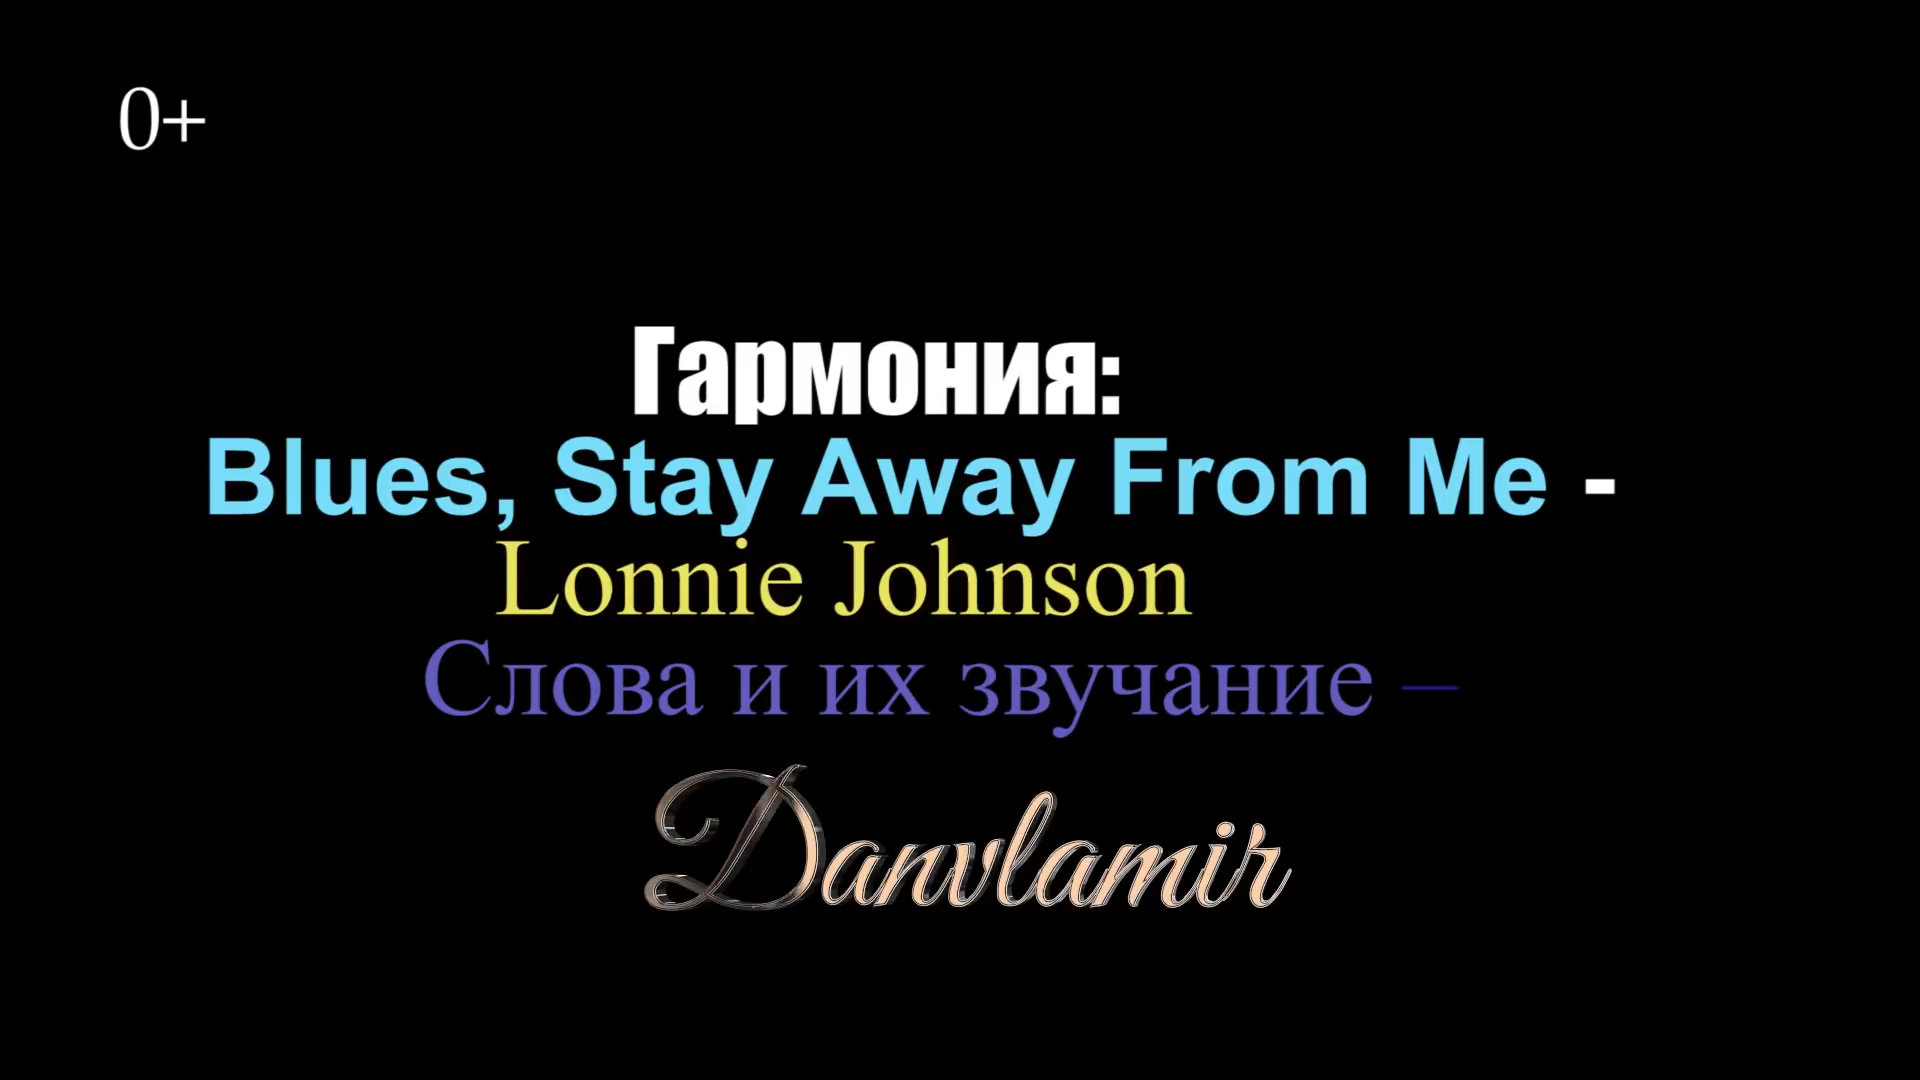 0+
Гармония:
Blues, Stay Away From Me -
Lonnie Johnson
Слова и их звучание –
Danvlamir